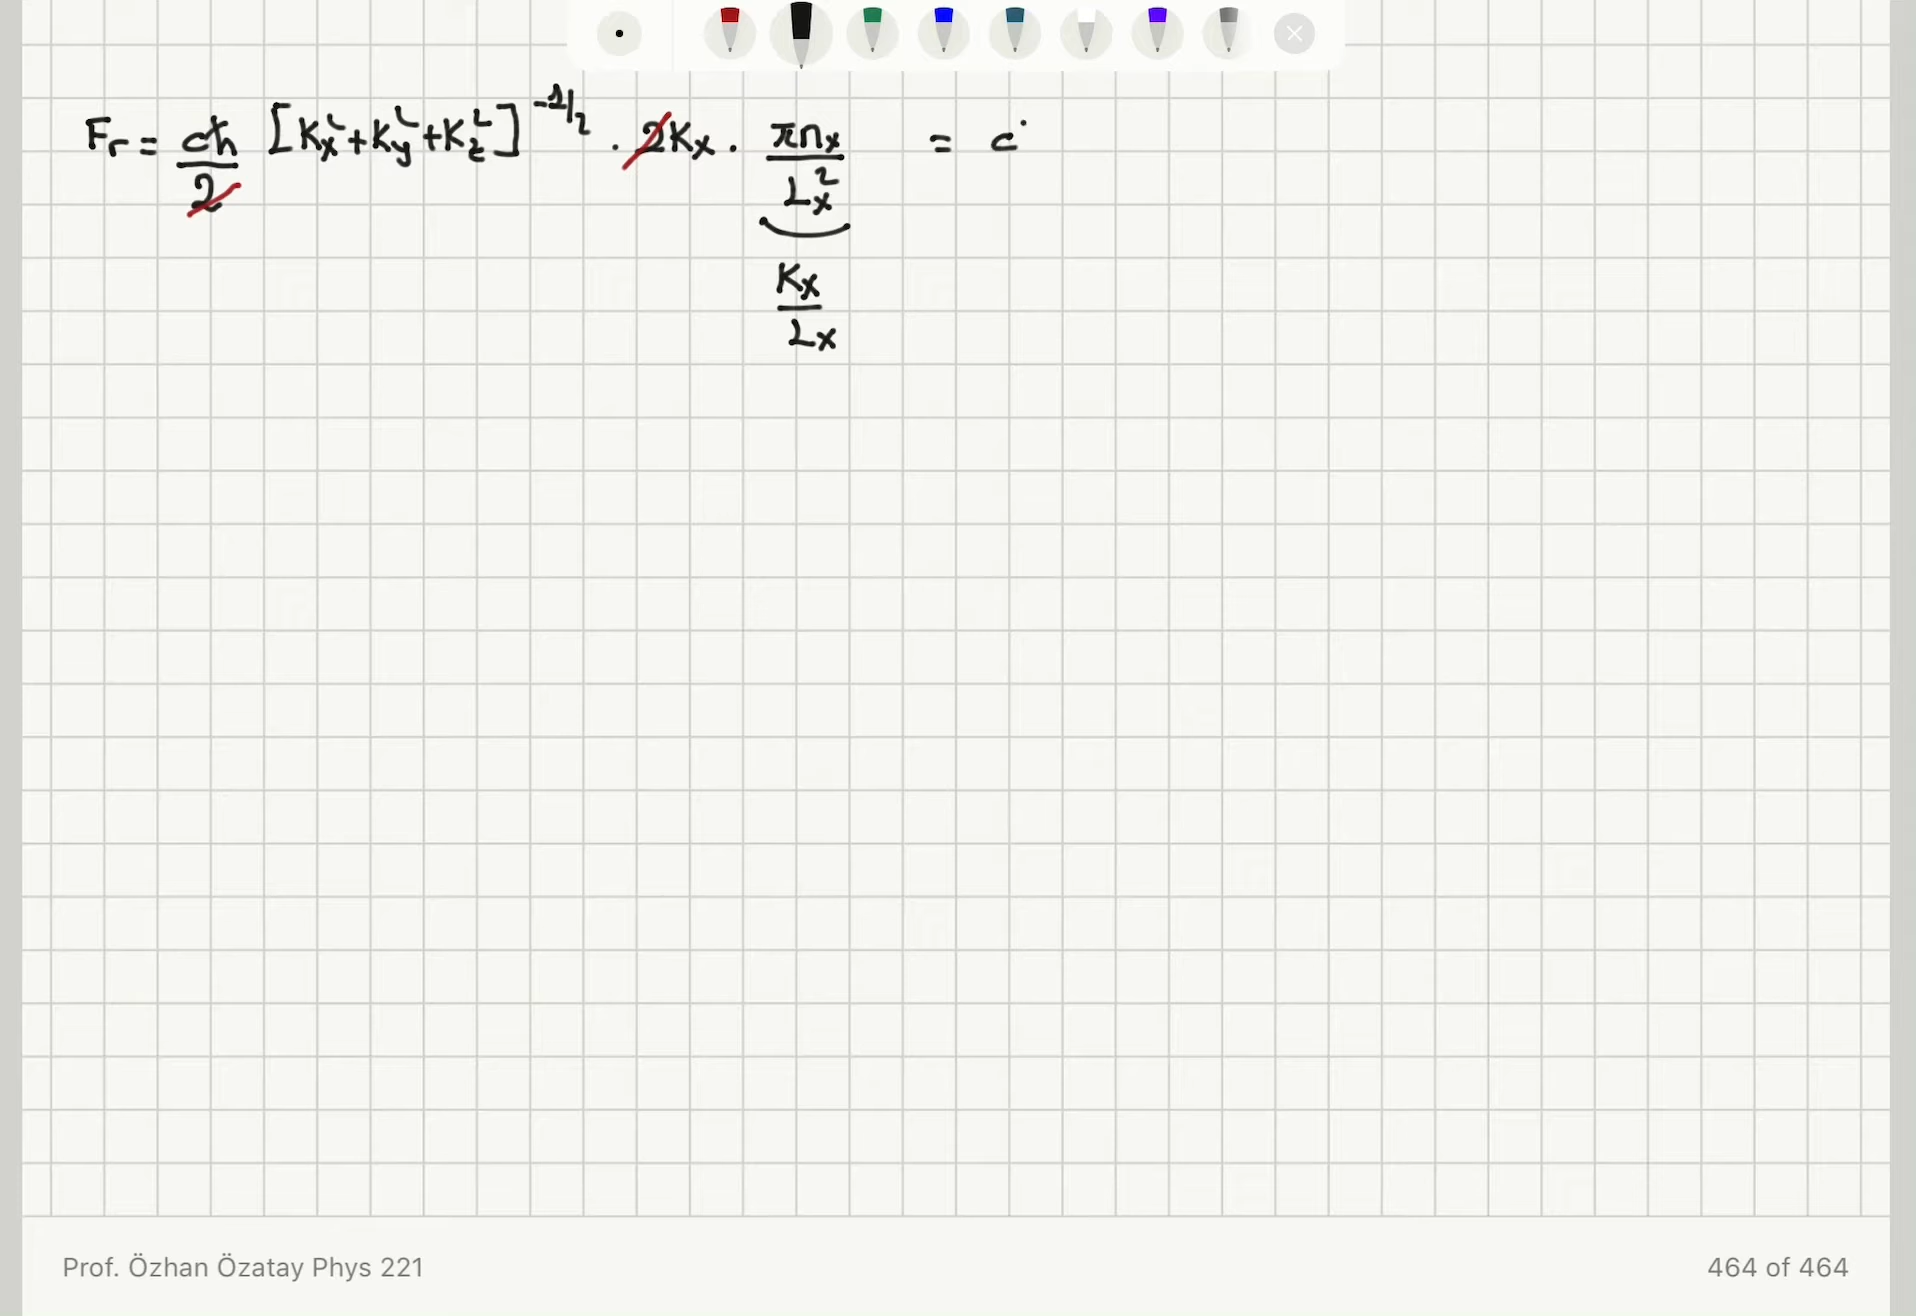 Fr = cħ/2 [Kx² + Ky² + Kz²]^-1/2 · 2Kx · πnx/Lx² = c
Kx/Lx
Prof. Özhan Özatay Phys 221
464 of 464